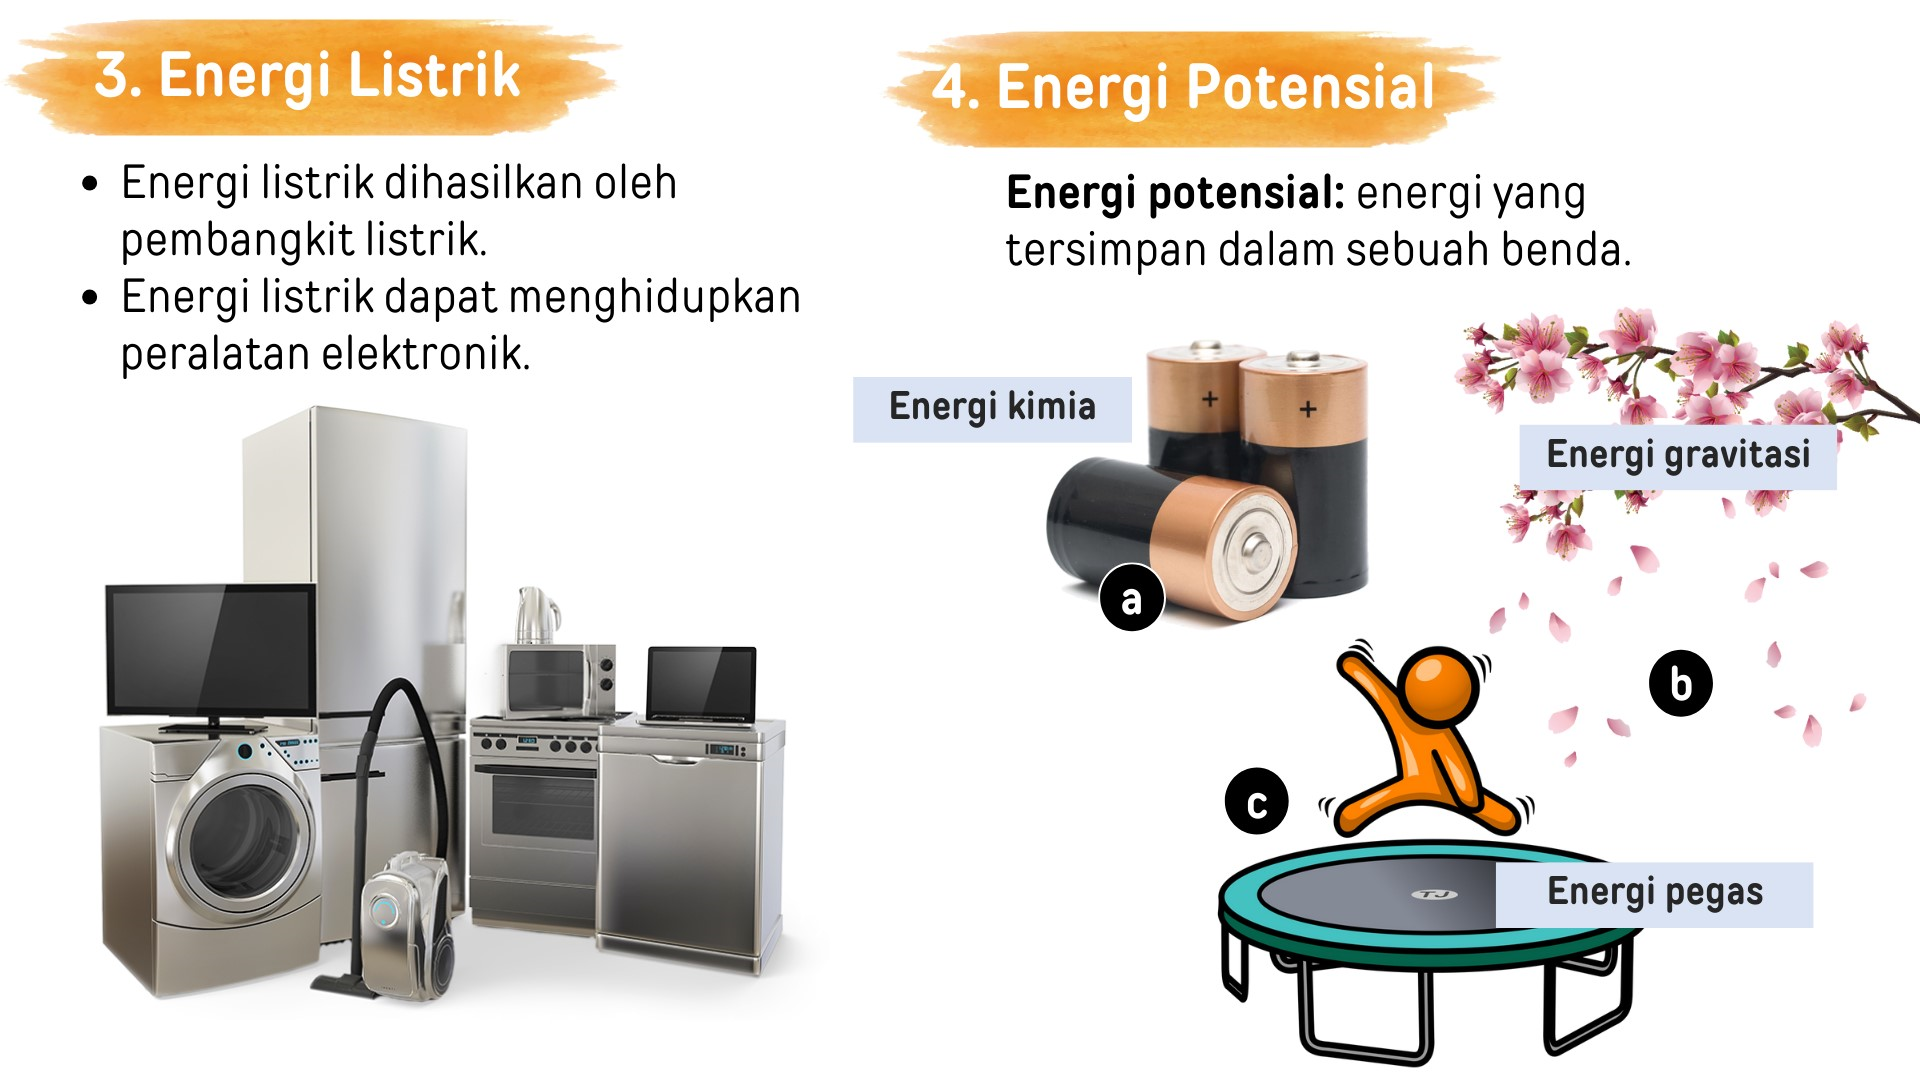 3. Energi Listrik
• Energi listrik dihasilkan oleh
pembangkit listrik.
• Energi listrik dapat menghidupkan
peralatan elektronik.
4. Energi Potensial
Energi potensial: energi yang
tersimpan dalam sebuah benda.
Energi kimia
+
+
a
Energi gravitasi
b
c
TJ
Energi pegas